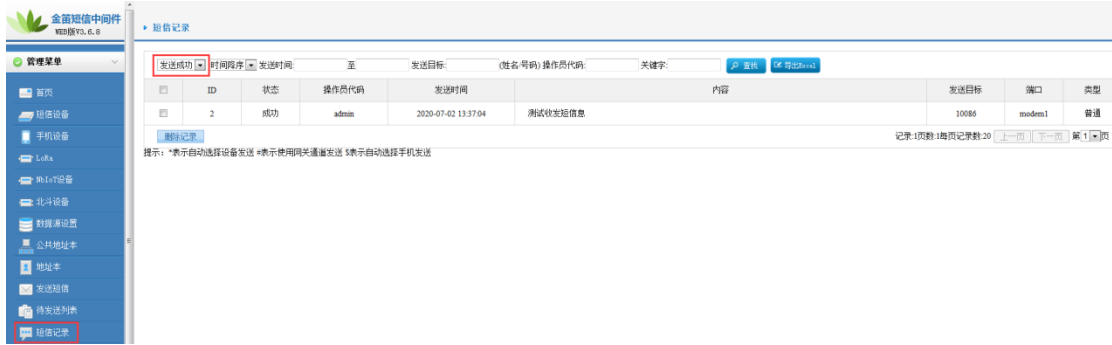 金笛短信中间件
WEB版V3.6.8
短信记录
管理菜单
发送成功 时间降序 发送时间: 至 发送目标: (姓名/号码) 操作员代码: 关键字: 查找 导出Excel
ID 状态 操作员代码 发送时间 内容 发送目标 端口 类型
2 成功 admin 2020-07-02 13:37:04 测试收发短信息 10086 modem1 普通
删除记录 记录:1页数:1每页记录数:20 上一页 下一页 第 1 页
提示: *表示自动选择设备发送 #表示使用网关通道发送 $表示自动选择手机发送
首页
短信设备
手机设备
LoRa
NbIoT设备
北斗设备
数据源设置
公共地址本
地址本
发送短信
待发送列表
短信记录